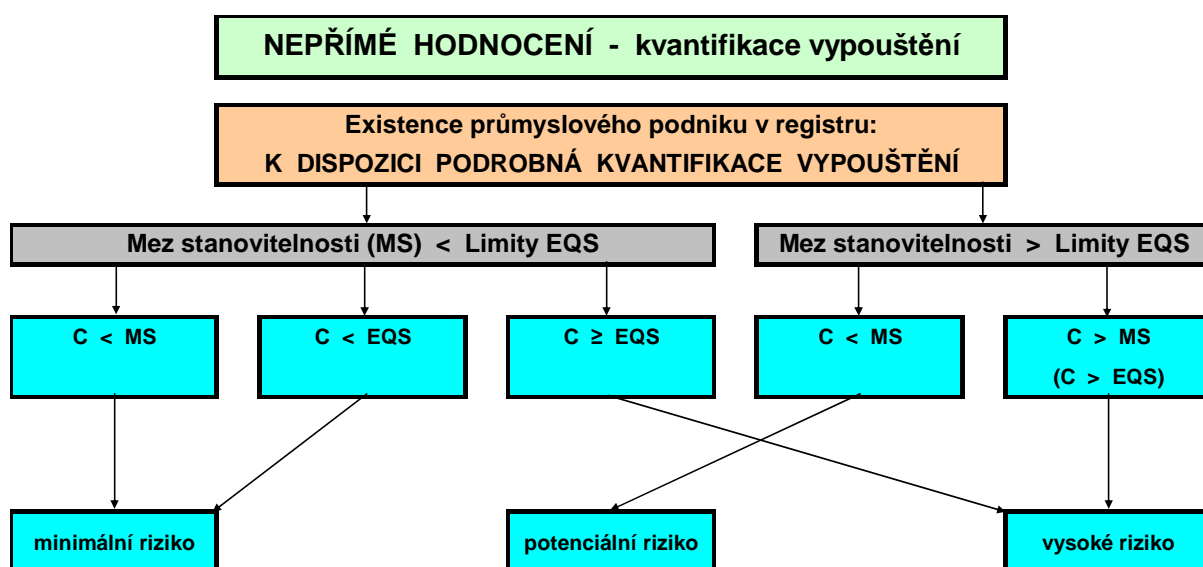 NEPŘÍMÉ HODNOCENÍ - kvantifikace vypouštění
Existence průmyslového podniku v registru:
K DISPOZICI PODROBNÁ KVANTIFIKACE VYPOUŠTĚNÍ
Mez stanovitelnosti (MS) < Limity EQS
Mez stanovitelnosti > Limity EQS
C < MS
C < EQS
C ≥ EQS
C < MS
C > MS
(C > EQS)
minimální riziko
potenciální riziko
vysoké riziko